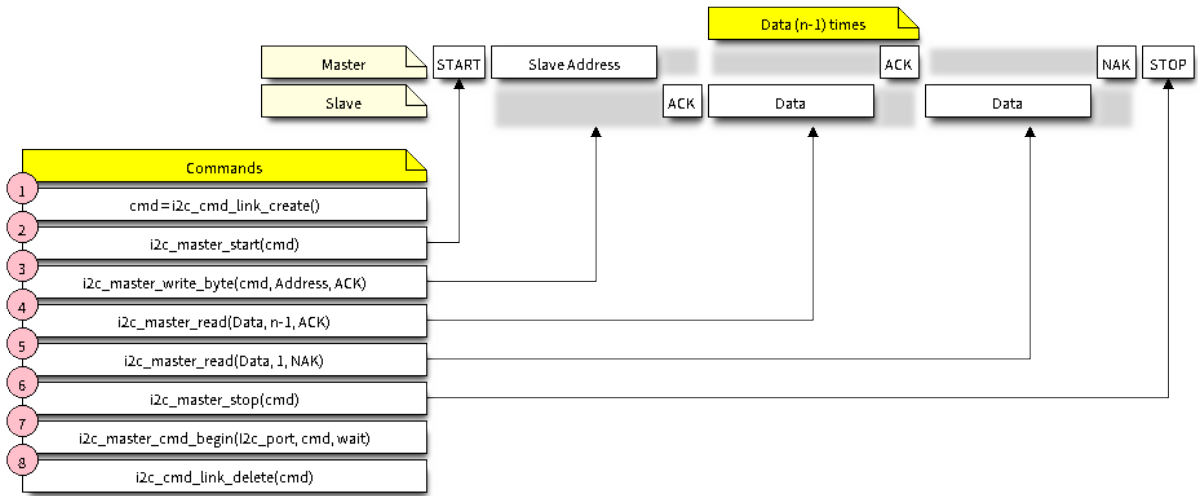 Data (n-1) times
Master START Slave Address ACK NAK STOP
Slave ACK Data Data
Commands
1
cmd=i2c_cmd_link_create()
2
i2c_master_start(cmd)
3
i2c_master_write_byte(cmd, Address, ACK)
4
i2c_master_read(Data, n-1, ACK)
5
i2c_master_read(Data, 1, NAK)
6
i2c_master_stop(cmd)
7
i2c_master_cmd_begin(I2c_port, cmd, wait)
8
i2c_cmd_link_delete(cmd)